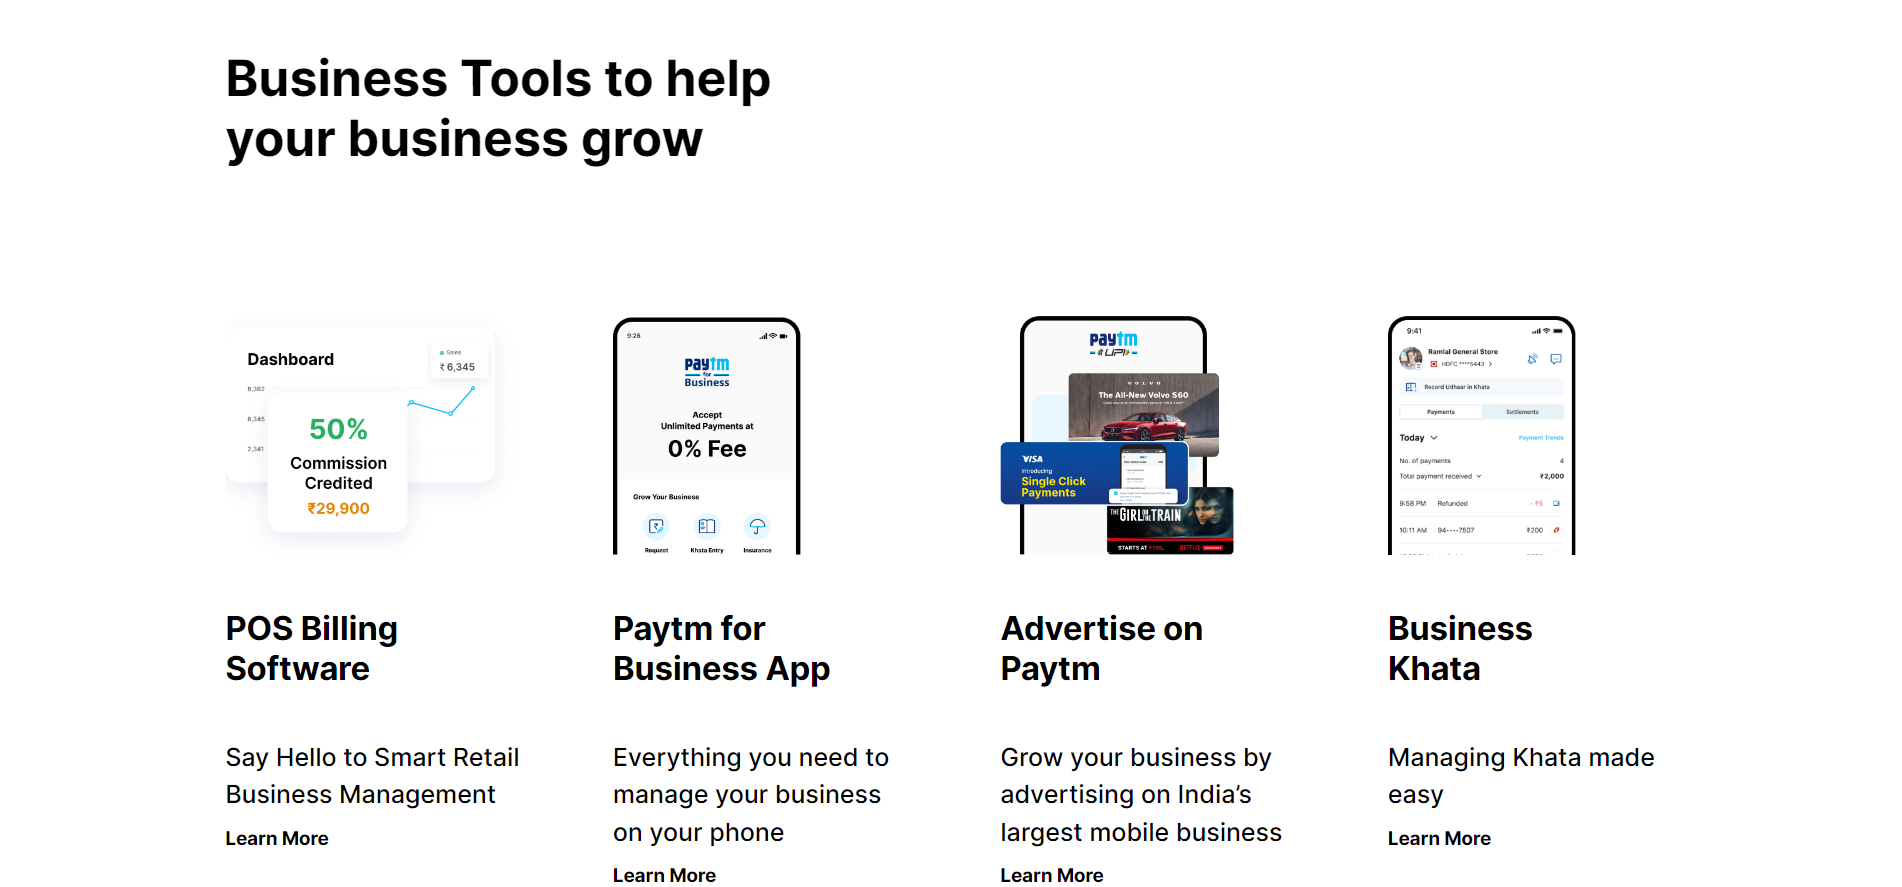 Business Tools to help
your business grow
Dashboard
Sales
₹ 6,345
8,382
6,345
2,341
50%
Commission
Credited
₹29,900
9:26
paytm
for
Business
Accept
Unlimited Payments at
0% Fee
Grow Your Business
Request
Khata Entry
Insurance
paytm
UPI
VOLVO
The All-New Volvo S60
VISA
Introducing
Single Click
Payments
THE GIRL ON THE TRAIN
STARTS AT
NETFLIX
9:41
Ramlal General Store
HDFC ****5443 >
Record Udhaar in Khata
Payments
Settlements
Today
Payment Trends
No. of payments
4
Total payment received
₹2,000
9:58 PM
Refunded
- ₹5
10:11 AM
94••••7507
₹200
POS Billing
Software
Say Hello to Smart Retail
Business Management
Learn More
Paytm for
Business App
Everything you need to
manage your business
on your phone
Learn More
Advertise on
Paytm
Grow your business by
advertising on India’s
largest mobile business
Learn More
Business
Khata
Managing Khata made
easy
Learn More